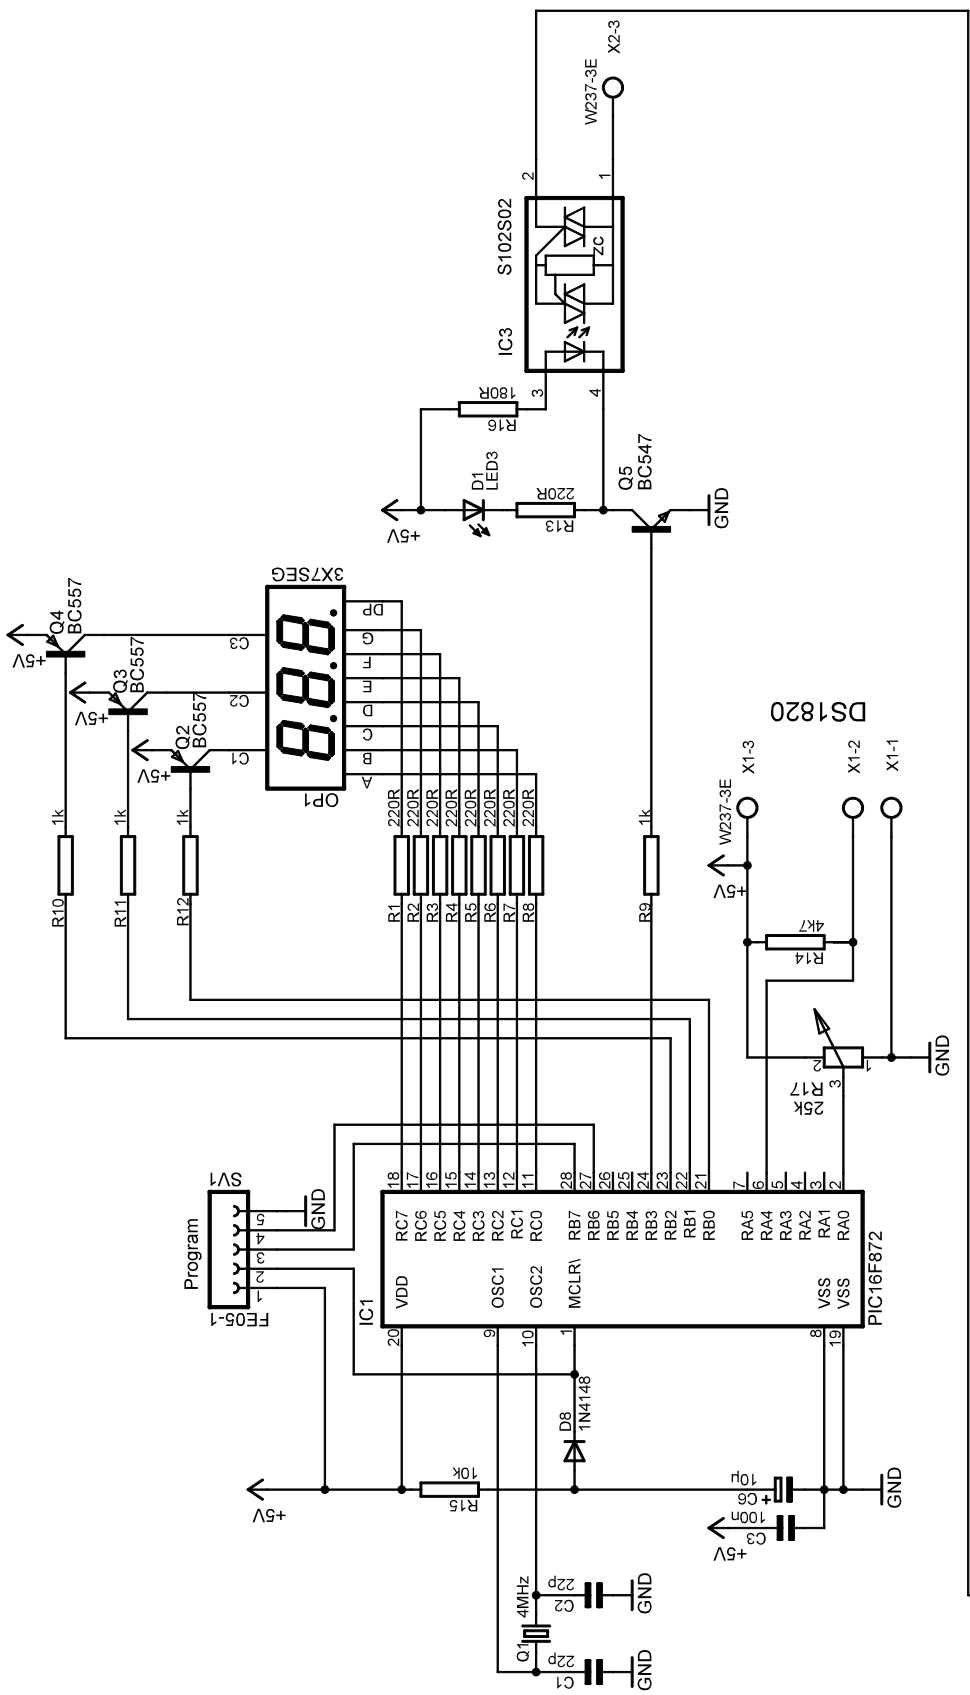 X2-3
W237-3E
2
1
S102S02
ZC
IC3
3
4
180R
R16
D1
LED3
+5V
220R
R13
Q5
BC547
GND
Q4
BC557
+5V
Q3
BC557
+5V
Q2
BC557
+5V
3X7SEG
C3
C2
C1
8.8.8.
DP
G
F
E
D
C
B
A
OP1
1k
R10
1k
R11
1k
R12
220R
R1
220R
R2
220R
R3
220R
R4
220R
R5
220R
R6
220R
R7
220R
R8
1k
R9
DS1820
W237-3E
X1-3
X1-2
X1-1
+5V
4k7
R14
R17
25k
2
1
3
GND
SV1
Program
FE05-1
5
4
3
2
1
GND
IC1
PIC16F872
18 RC7
17 RC6
16 RC5
15 RC4
14 RC3
13 RC2
12 RC1
11 RC0
28 RB7
27 RB6
26 RB5
25 RB4
24 RB3
23 RB2
22 RB1
21 RB0
7 RA5
6 RA4
5 RA3
4 RA2
3 RA1
2 RA0
VDD 20
OSC1 9
OSC2 10
MCLR\ 1
VSS 8
VSS 19
D8
1N4148
+5V
10k
R15
10µ
C6
+
100n
C3
+5V
GND
4MHz
Q1
22p
C2
GND
22p
C1
GND